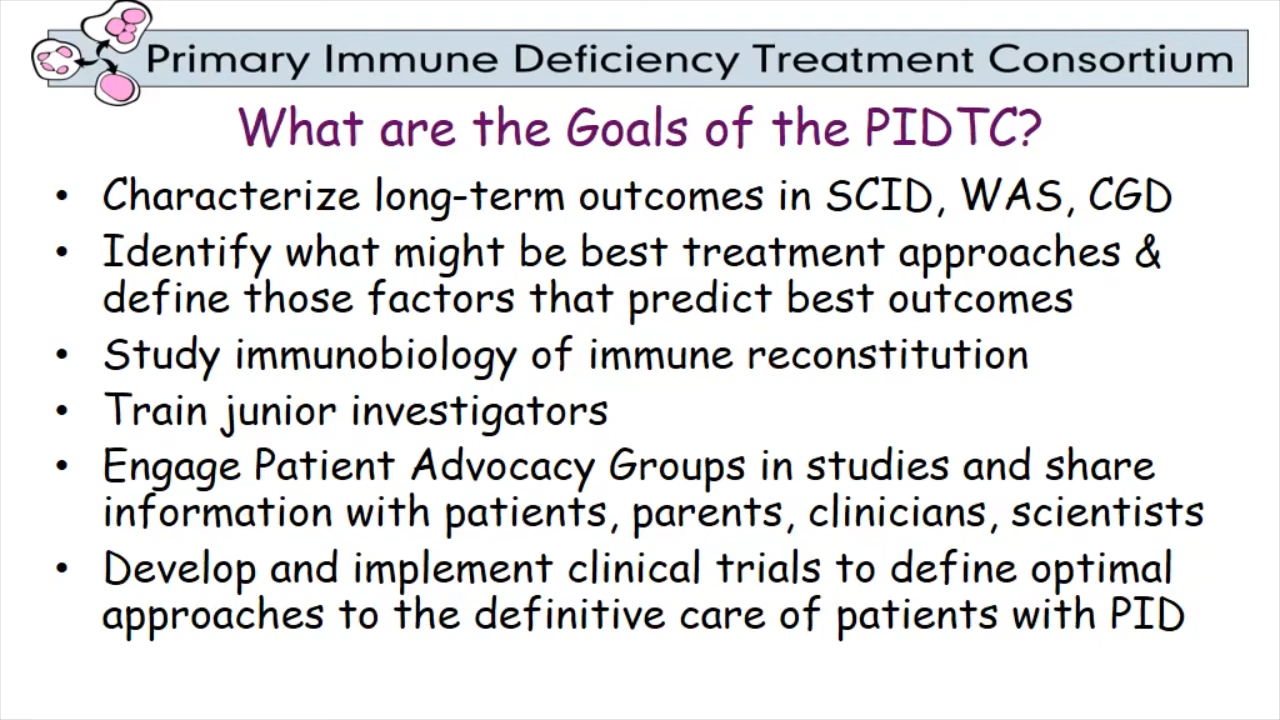 Primary Immune Deficiency Treatment Consortium
What are the Goals of the PIDTC?
• Characterize long-term outcomes in SCID, WAS, CGD
• Identify what might be best treatment approaches &
define those factors that predict best outcomes
• Study immunobiology of immune reconstitution
• Train junior investigators
• Engage Patient Advocacy Groups in studies and share
information with patients, parents, clinicians, scientists
• Develop and implement clinical trials to define optimal
approaches to the definitive care of patients with PID